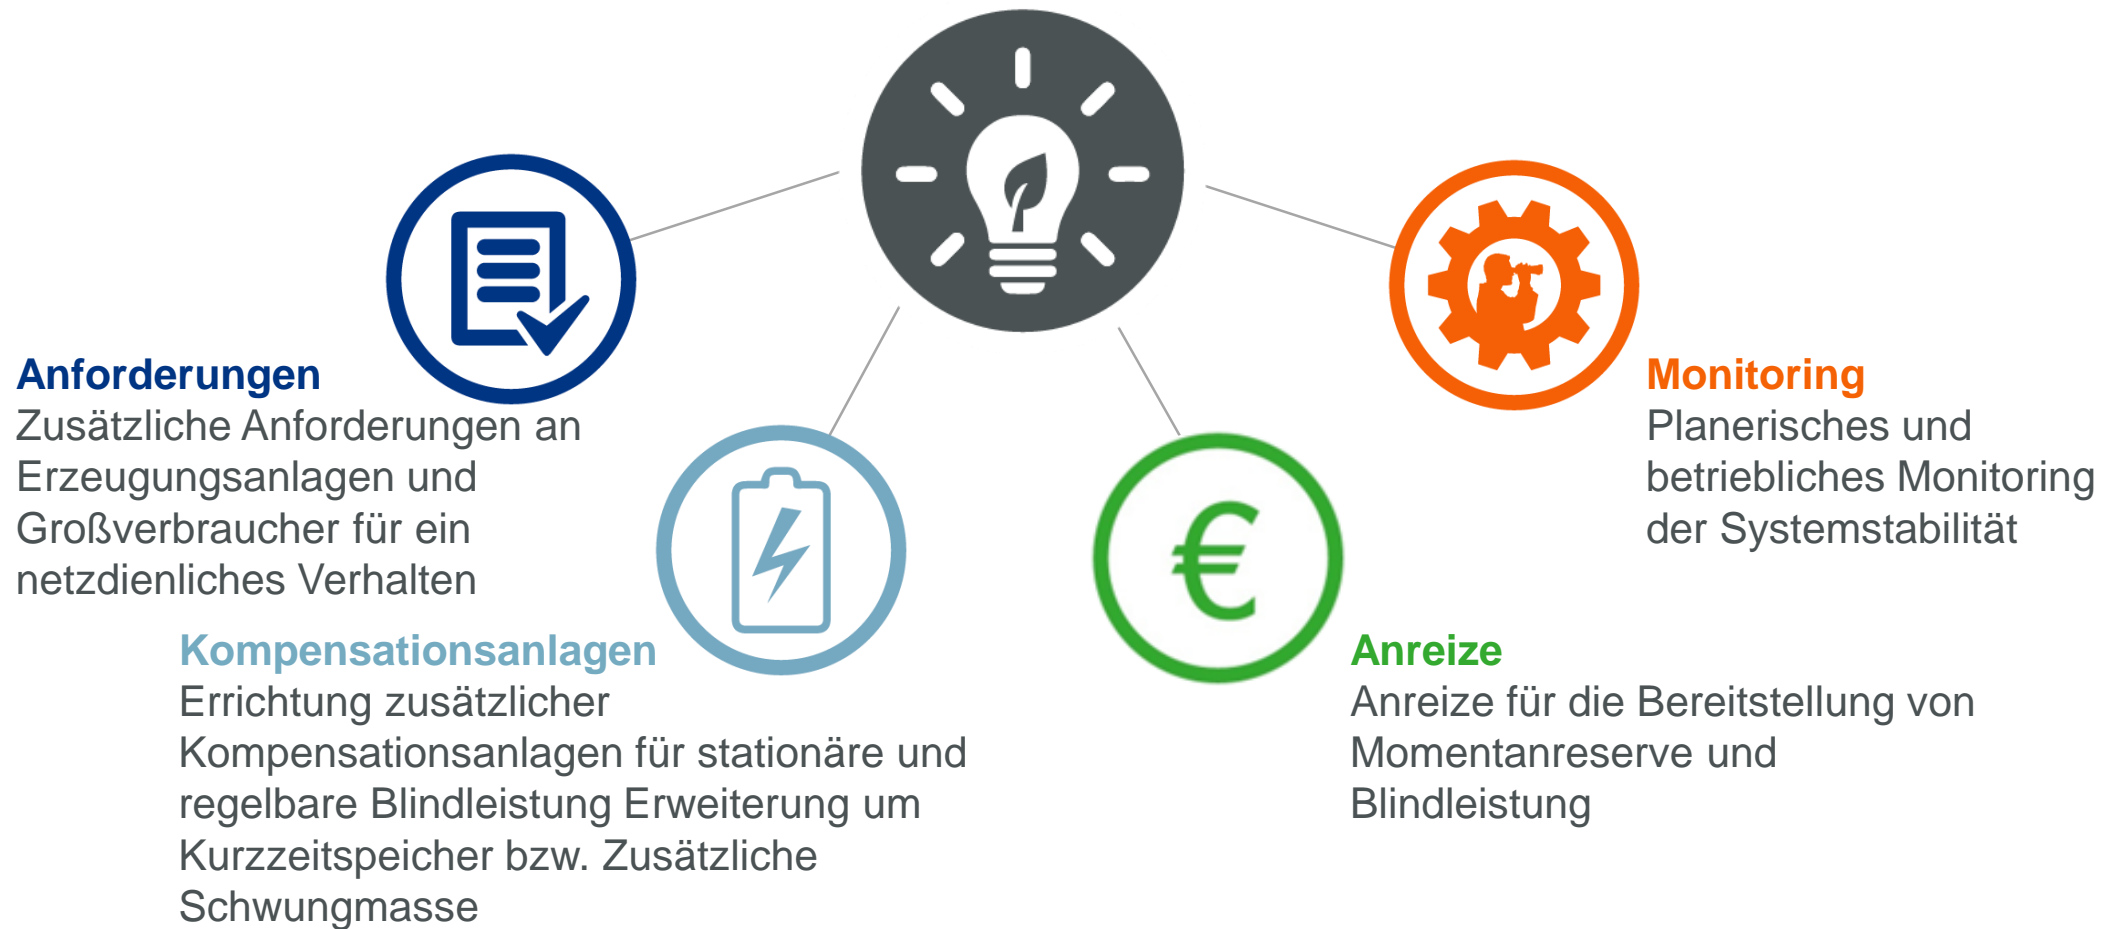 Anforderungen
Zusätzliche Anforderungen an
Erzeugungsanlagen und
Großverbraucher für ein
netzdienliches Verhalten
Kompensationsanlagen
Errichtung zusätzlicher
Kompensationsanlagen für stationäre und
regelbare Blindleistung Erweiterung um
Kurzzeitspeicher bzw. Zusätzliche
Schwungmasse
€
Anreize
Anreize für die Bereitstellung von
Momentanreserve und
Blindleistung
Monitoring
Planerisches und
betriebliches Monitoring
der Systemstabilität